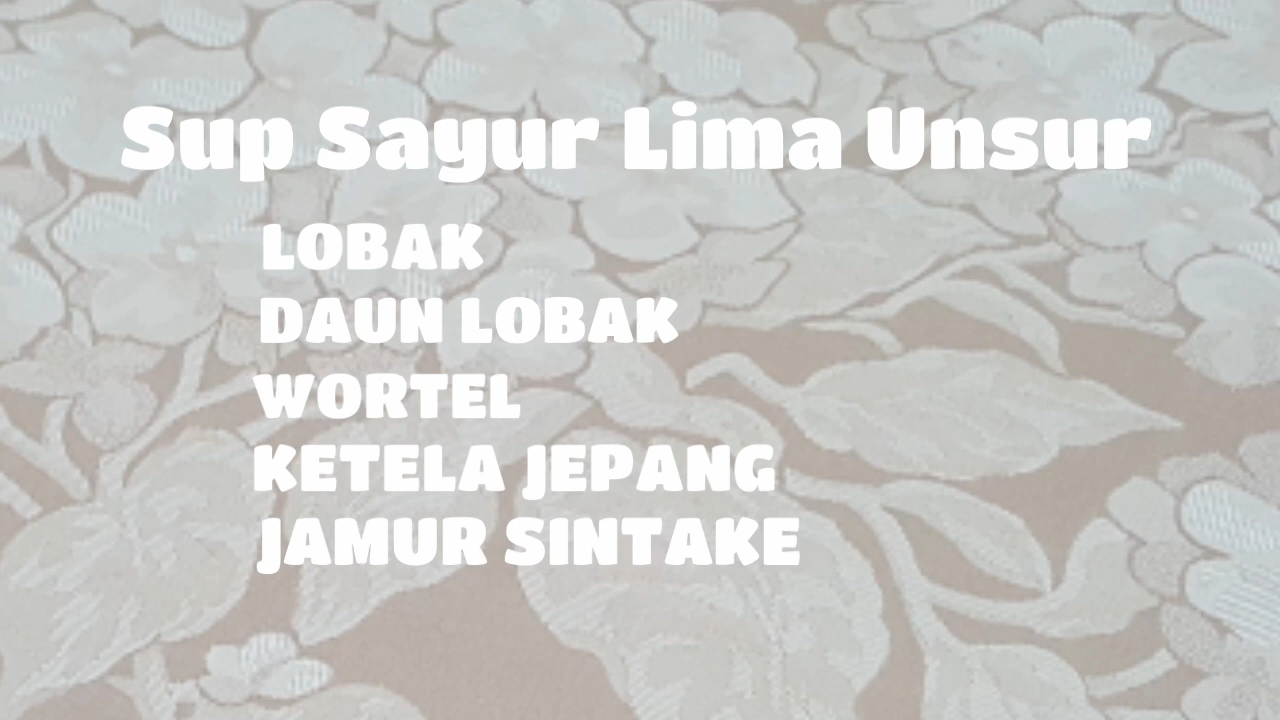 Sup Sayur Lima Unsur
LOBAK
DAUN LOBAK
WORTEL
KETELA JEPANG
JAMUR SINTAKE